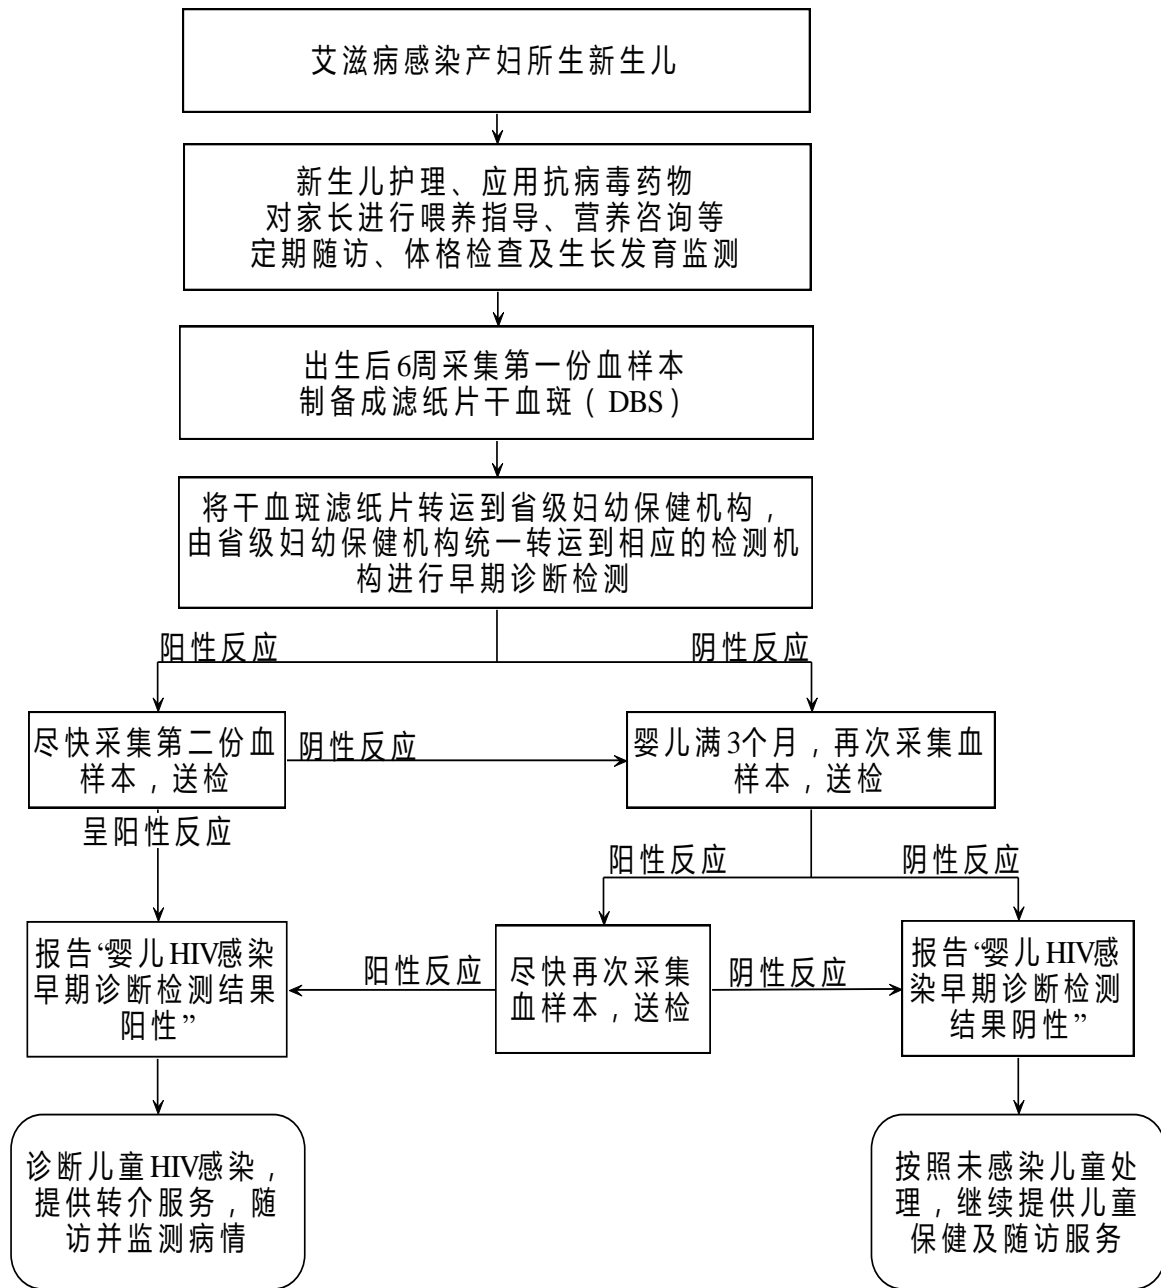 艾滋病感染产妇所生新生儿
新生儿护理、应用抗病毒药物
对家长进行喂养指导、营养咨询等
定期随访、体格检查及生长发育监测
出生后6周采集第一份血样本
制备成滤纸片干血斑（DBS）
将干血斑滤纸片转运到省级妇幼保健机构，
由省级妇幼保健机构统一转运到相应的检测机
构进行早期诊断检测
阳性反应
阴性反应
尽快采集第二份血
样本，送检
阴性反应
婴儿满3个月，再次采集血
样本，送检
呈阳性反应
阳性反应
阴性反应
报告“婴儿HIV感染
早期诊断检测结果
阳性”
阳性反应
尽快再次采集
血样本，送检
阴性反应
报告“婴儿HIV感
染早期诊断检测
结果阴性”
诊断儿童HIV感染，
提供转介服务，随
访并监测病情
按照未感染儿童处
理，继续提供儿童
保健及随访服务